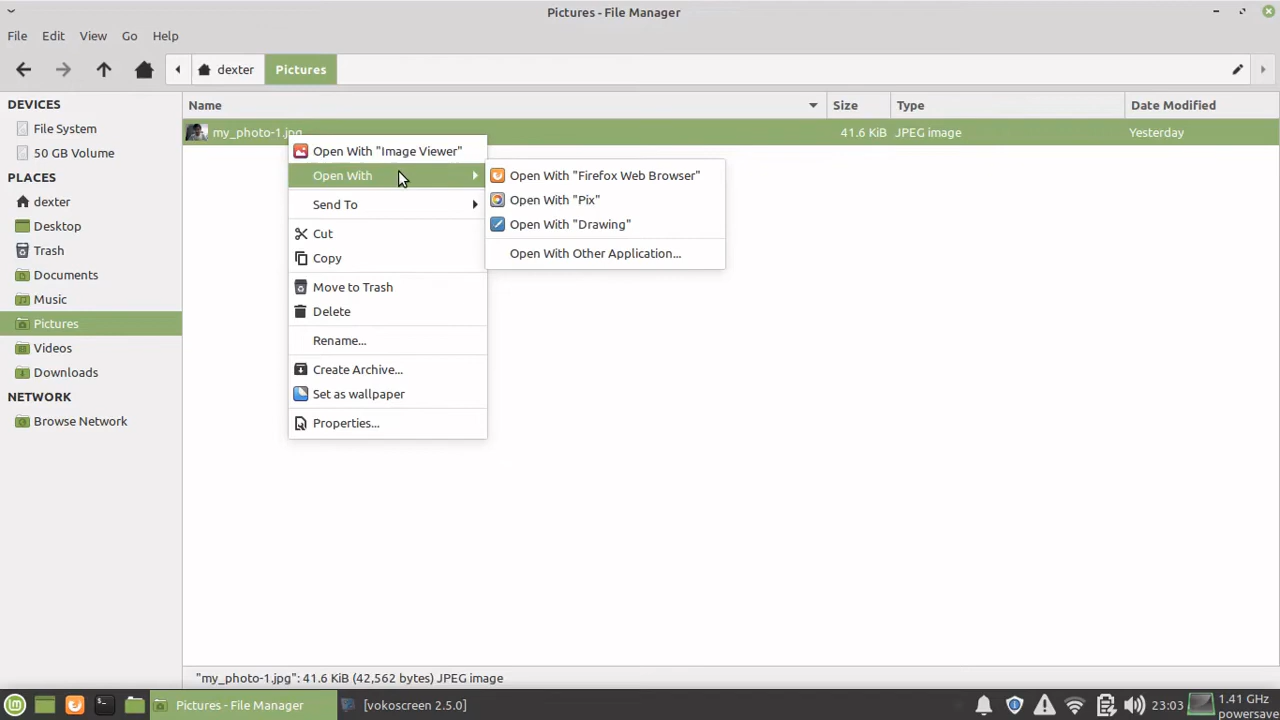 Pictures - File Manager
File Edit View Go Help
dexter Pictures
DEVICES
File System
50 GB Volume
PLACES
dexter
Desktop
Trash
Documents
Music
Pictures
Videos
Downloads
NETWORK
Browse Network
Name Size Type Date Modified
my_photo-1.jpg 41.6 KiB JPEG image Yesterday
Open With "Image Viewer"
Open With
Send To
Cut
Copy
Move to Trash
Delete
Rename...
Create Archive...
Set as wallpaper
Properties...
Open With "Firefox Web Browser"
Open With "Pix"
Open With "Drawing"
Open With Other Application...
"my_photo-1.jpg": 41.6 KiB (42,562 bytes) JPEG image
Pictures - File Manager [vokoscreen 2.5.0] 23:03 1.41 GHz
powersave